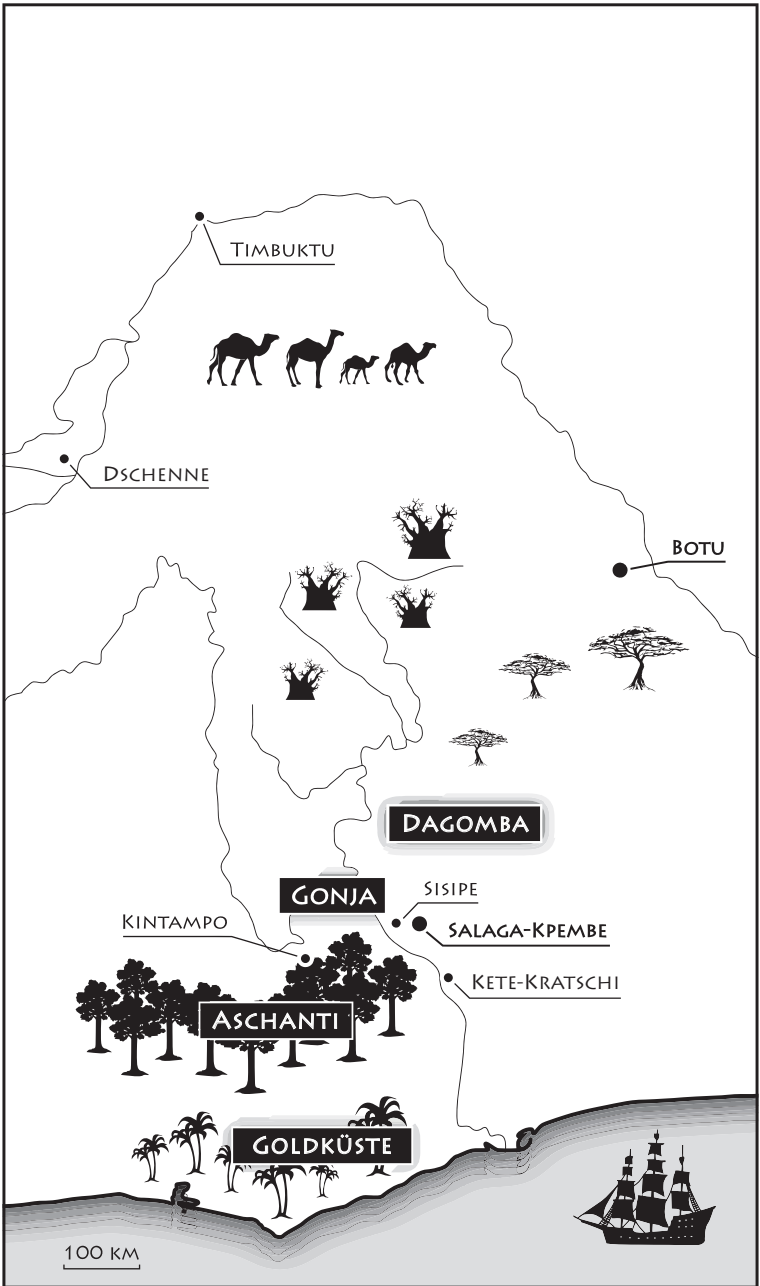 Timbuktu
Dschenne
Botu
Dagomba
Gonja
Sisipe
Kintampo
Salaga-Kpembe
Kete-Kratschi
Aschanti
Goldküste
100 km